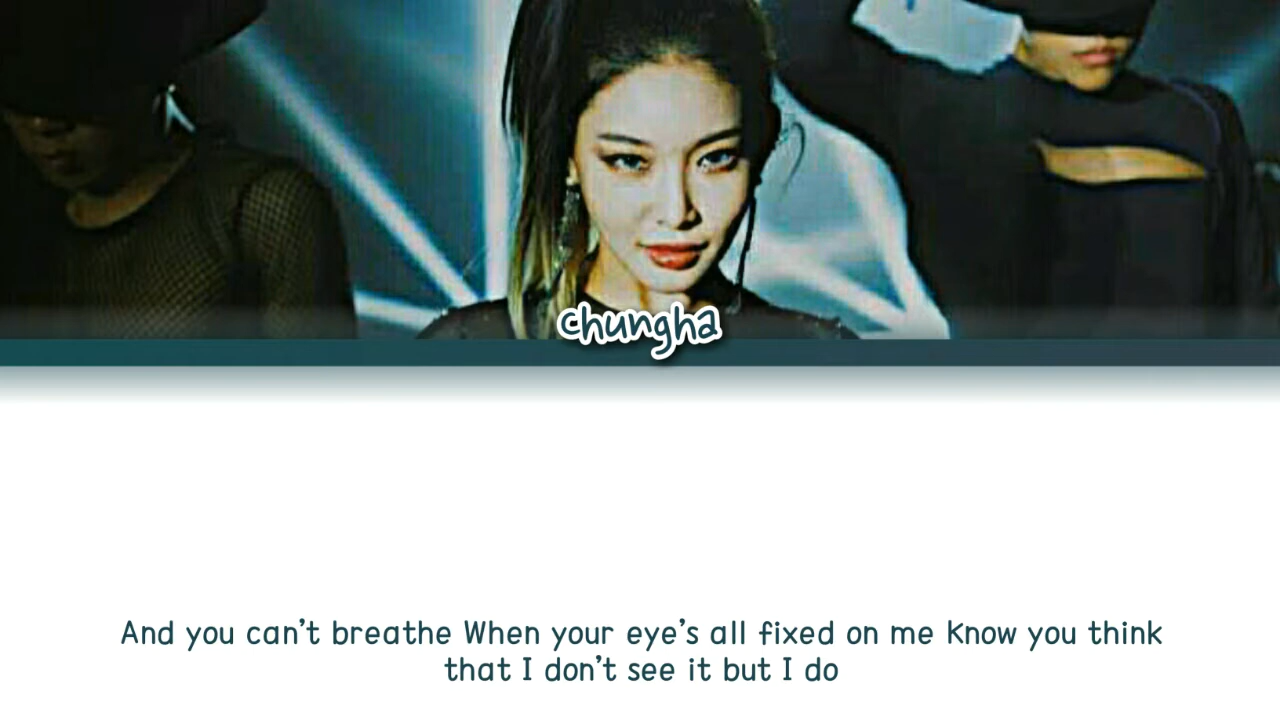 chungha
And you can't breathe When your eye's all fixed on me Know you think
that I don't see it but I do